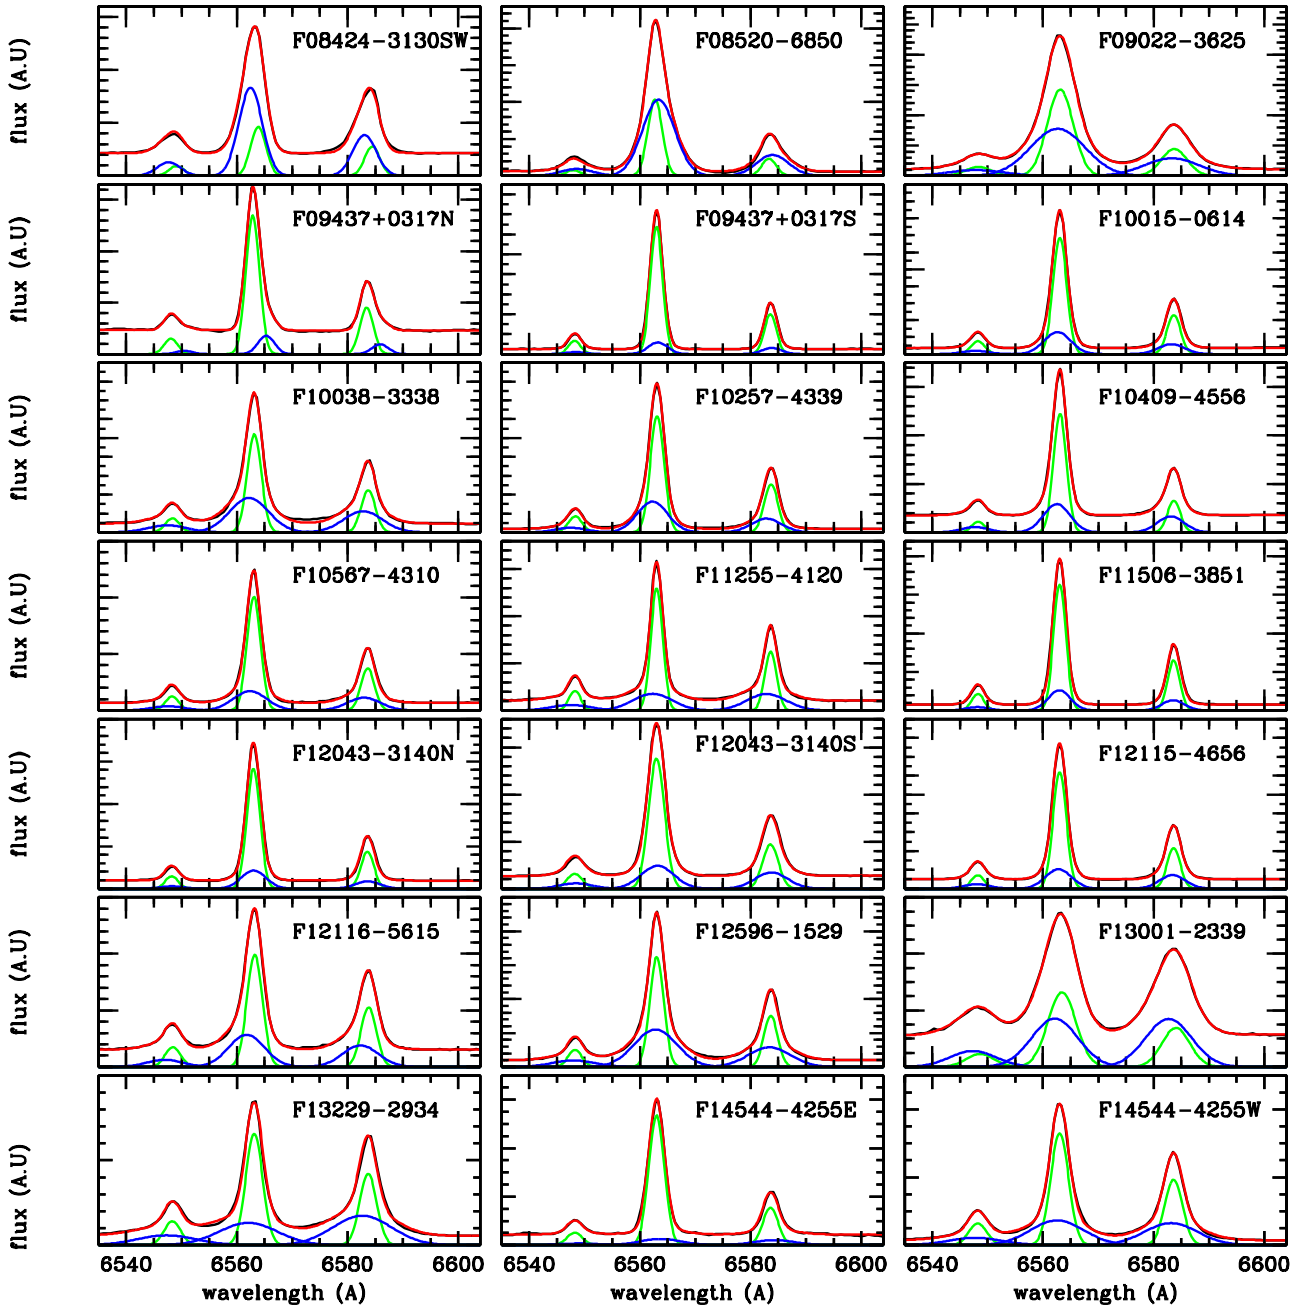 flux (A.U)
F08424-3130SW
F08520-6850
F09022-3625
flux (A.U)
F09437+0317N
F09437+0317S
F10015-0614
flux (A.U)
F10038-3338
F10257-4339
F10409-4556
flux (A.U)
F10567-4310
F11255-4120
F11506-3851
flux (A.U)
F12043-3140N
F12043-3140S
F12115-4656
flux (A.U)
F12116-5615
F12596-1529
F13001-2339
flux (A.U)
F13229-2934
F14544-4255E
F14544-4255W
6540 6560 6580 6600
6540 6560 6580 6600
6540 6560 6580 6600
wavelength (A)
wavelength (A)
wavelength (A)